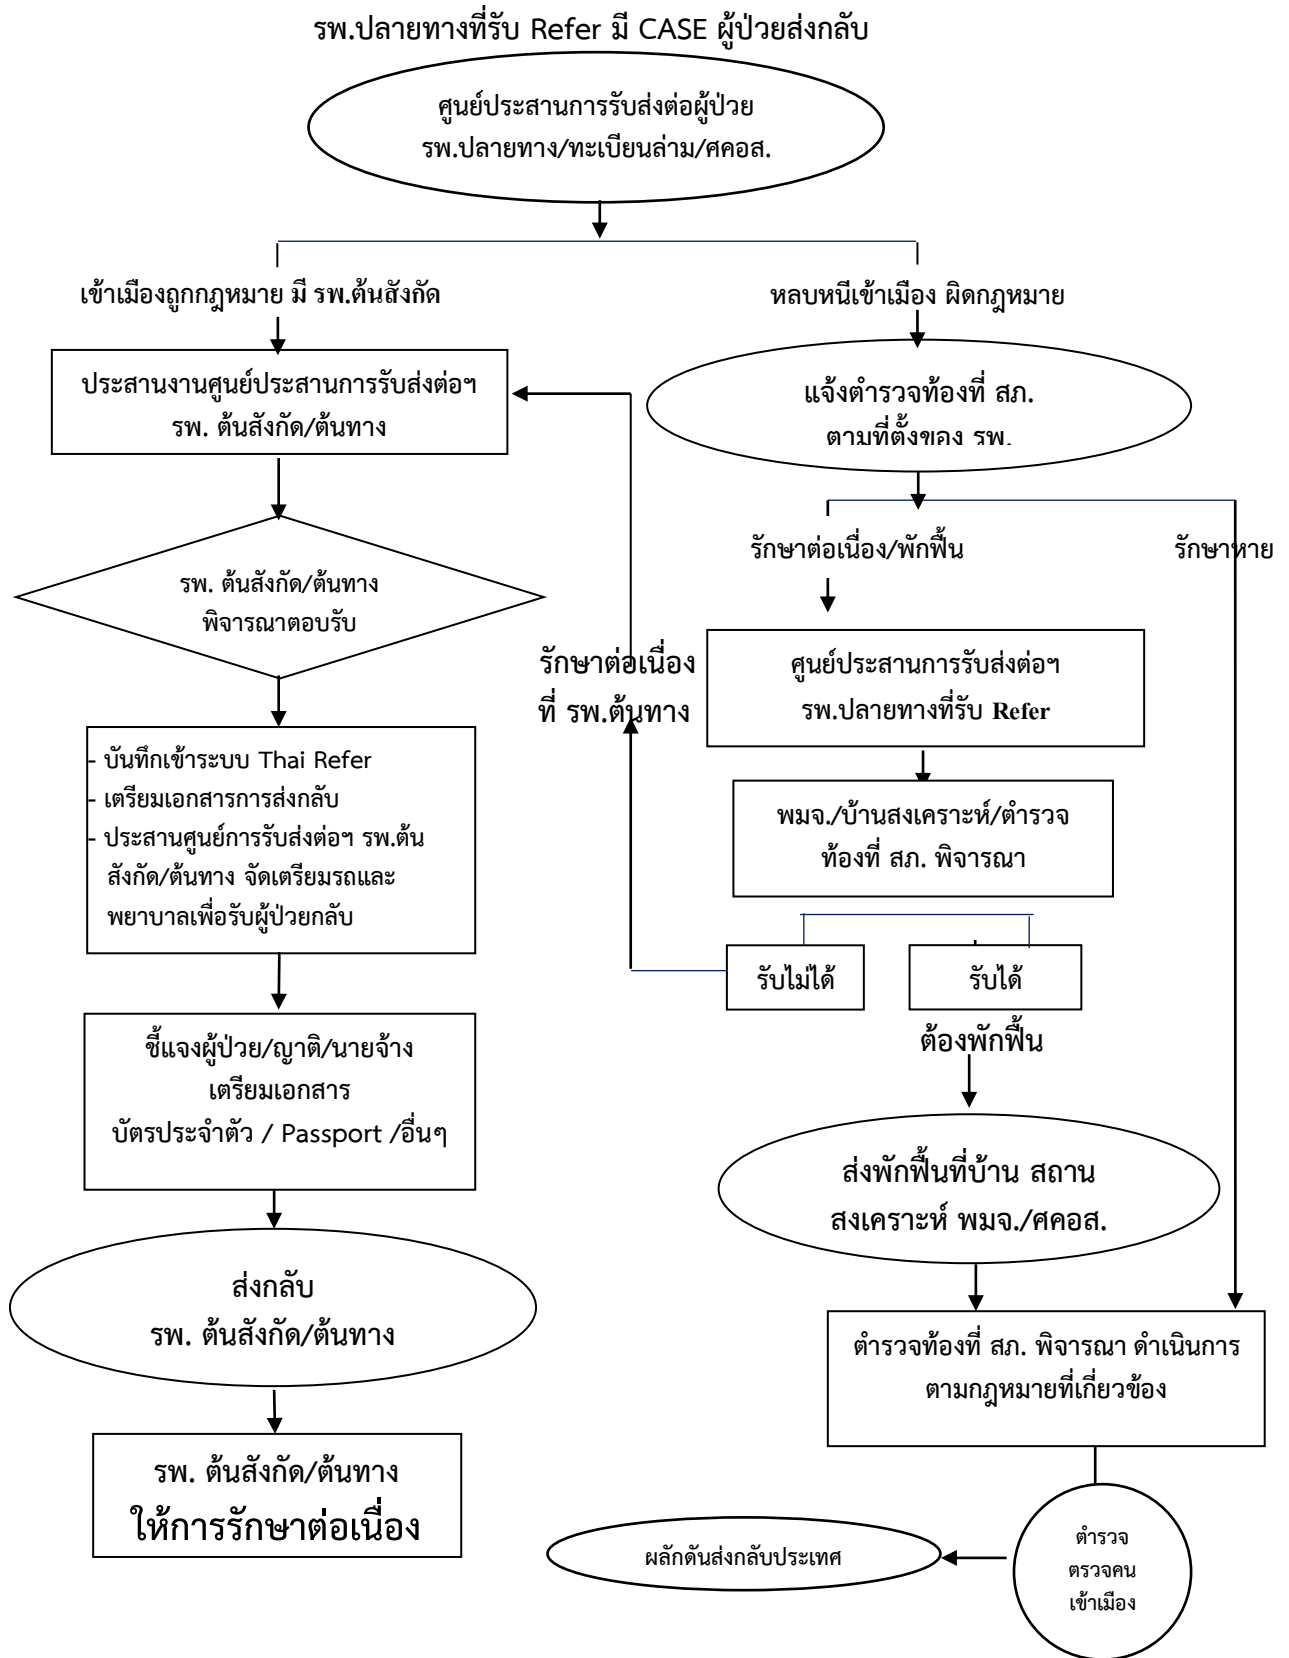 รพ.ปลายทางที่รับ Refer มี CASE ผู้ป่วยส่งกลับ
ศูนย์ประสานการรับส่งต่อผู้ป่วย
รพ.ปลายทาง/ทะเบียนล่าม/ศคอส.
เข้าเมืองถูกกฎหมาย มี รพ.ต้นสังกัด
หลบหนีเข้าเมือง ผิดกฎหมาย
ประสานงานศูนย์ประสานการรับส่งต่อฯ
รพ. ต้นสังกัด/ต้นทาง
แจ้งตำรวจท้องที่ สภ.
ตามที่ตั้งของ รพ.
รักษาต่อเนื่อง/พักฟื้น
รักษาหาย
รพ. ต้นสังกัด/ต้นทาง
พิจารณาตอบรับ
รักษาต่อเนื่อง
ที่ รพ.ต้นทาง
ศูนย์ประสานการรับส่งต่อฯ
รพ.ปลายทางที่รับ Refer
- บันทึกเข้าระบบ Thai Refer
- เตรียมเอกสารการส่งกลับ
- ประสานศูนย์การรับส่งต่อฯ รพ.ต้น
สังกัด/ต้นทาง จัดเตรียมรถและ
พยาบาลเพื่อรับผู้ป่วยกลับ
พมจ./บ้านสงเคราะห์/ตำรวจ
ท้องที่ สภ. พิจารณา
รับไม่ได้
รับได้
ต้องพักฟื้น
ชี้แจงผู้ป่วย/ญาติ/นายจ้าง
เตรียมเอกสาร
บัตรประจำตัว / Passport /อื่นๆ
ส่งพักฟื้นที่บ้าน สถาน
สงเคราะห์ พมจ./ศคอส.
ส่งกลับ
รพ. ต้นสังกัด/ต้นทาง
ตำรวจท้องที่ สภ. พิจารณา ดำเนินการ
ตามกฎหมายที่เกี่ยวข้อง
รพ. ต้นสังกัด/ต้นทาง
ให้การรักษาต่อเนื่อง
ตำรวจ
ตรวจคน
เข้าเมือง
ผลักดันส่งกลับประเทศ